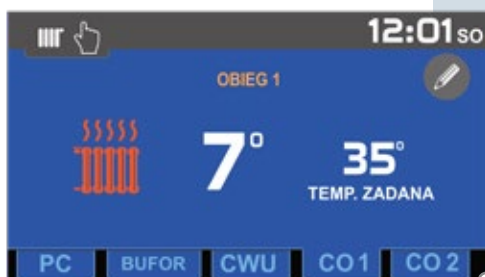 12:01 SO
OBIEG 1
7°
35°
TEMP. ZADANA
PC BUFOR CWU CO 1 CO 2